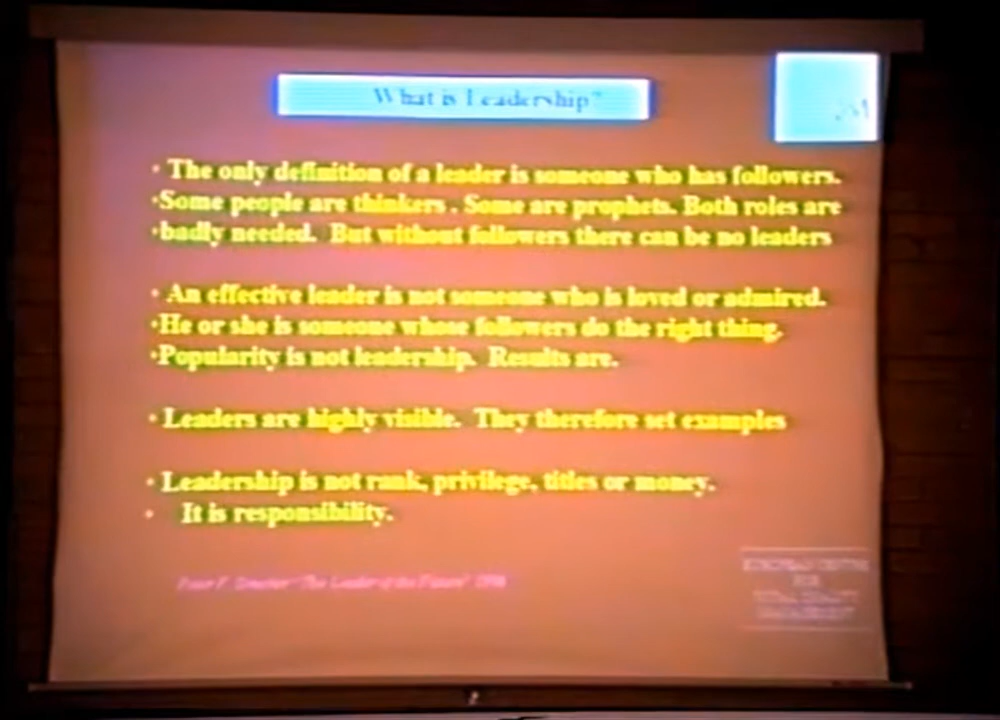 What is Leadership"
• The only definition of a leader is someone who has followers.
•Some people are thinkers . Some are prophets. Both roles are
•badly needed. But without followers there can be no leaders
• An effective leader is not someone who is loved or admired.
•He or she is someone whose followers do the right thing.
•Popularity is not leadership. Results are.
• Leaders are highly visible. They therefore set examples
• Leadership is not rank, privilege, titles or money.
• It is responsibility.
Peter F. Drucker "The Leader of the Future" 1996
FOR